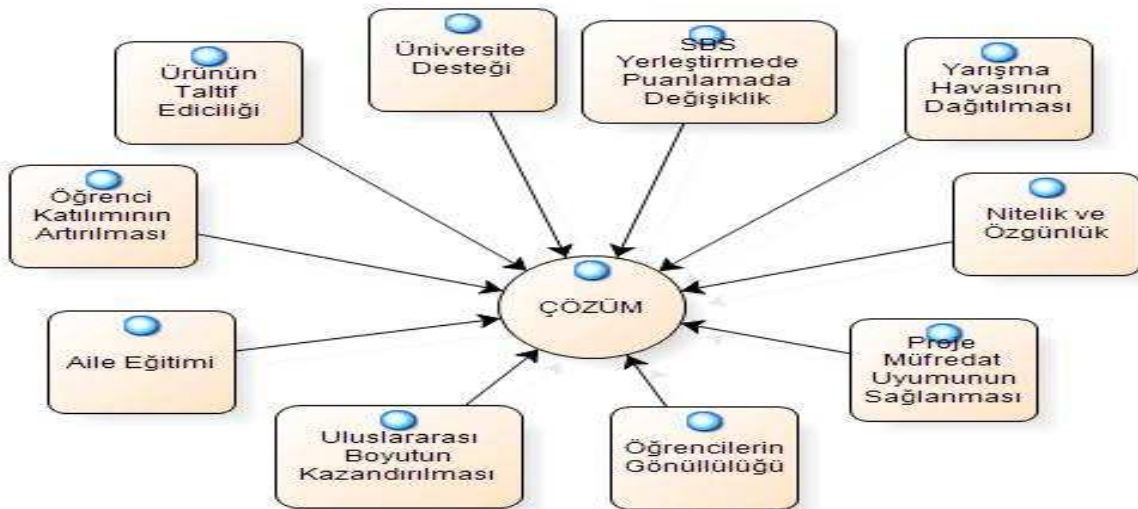 Ürünün
Taltif
Ediciliği
Üniversite
Desteği
SBS
Yerleştirmede
Puanlamada
Değişiklik
Yarışma
Havasının
Dağıtılması
Öğrenci
Katılımının
Artırılması
Nitelik ve
Özgünlük
ÇÖZÜM
Aile Eğitimi
Proje
Müfredat
Uyumunun
Sağlanması
Uluslararası
Boyutun
Kazandırılması
Öğrencilerin
Gönüllülüğü